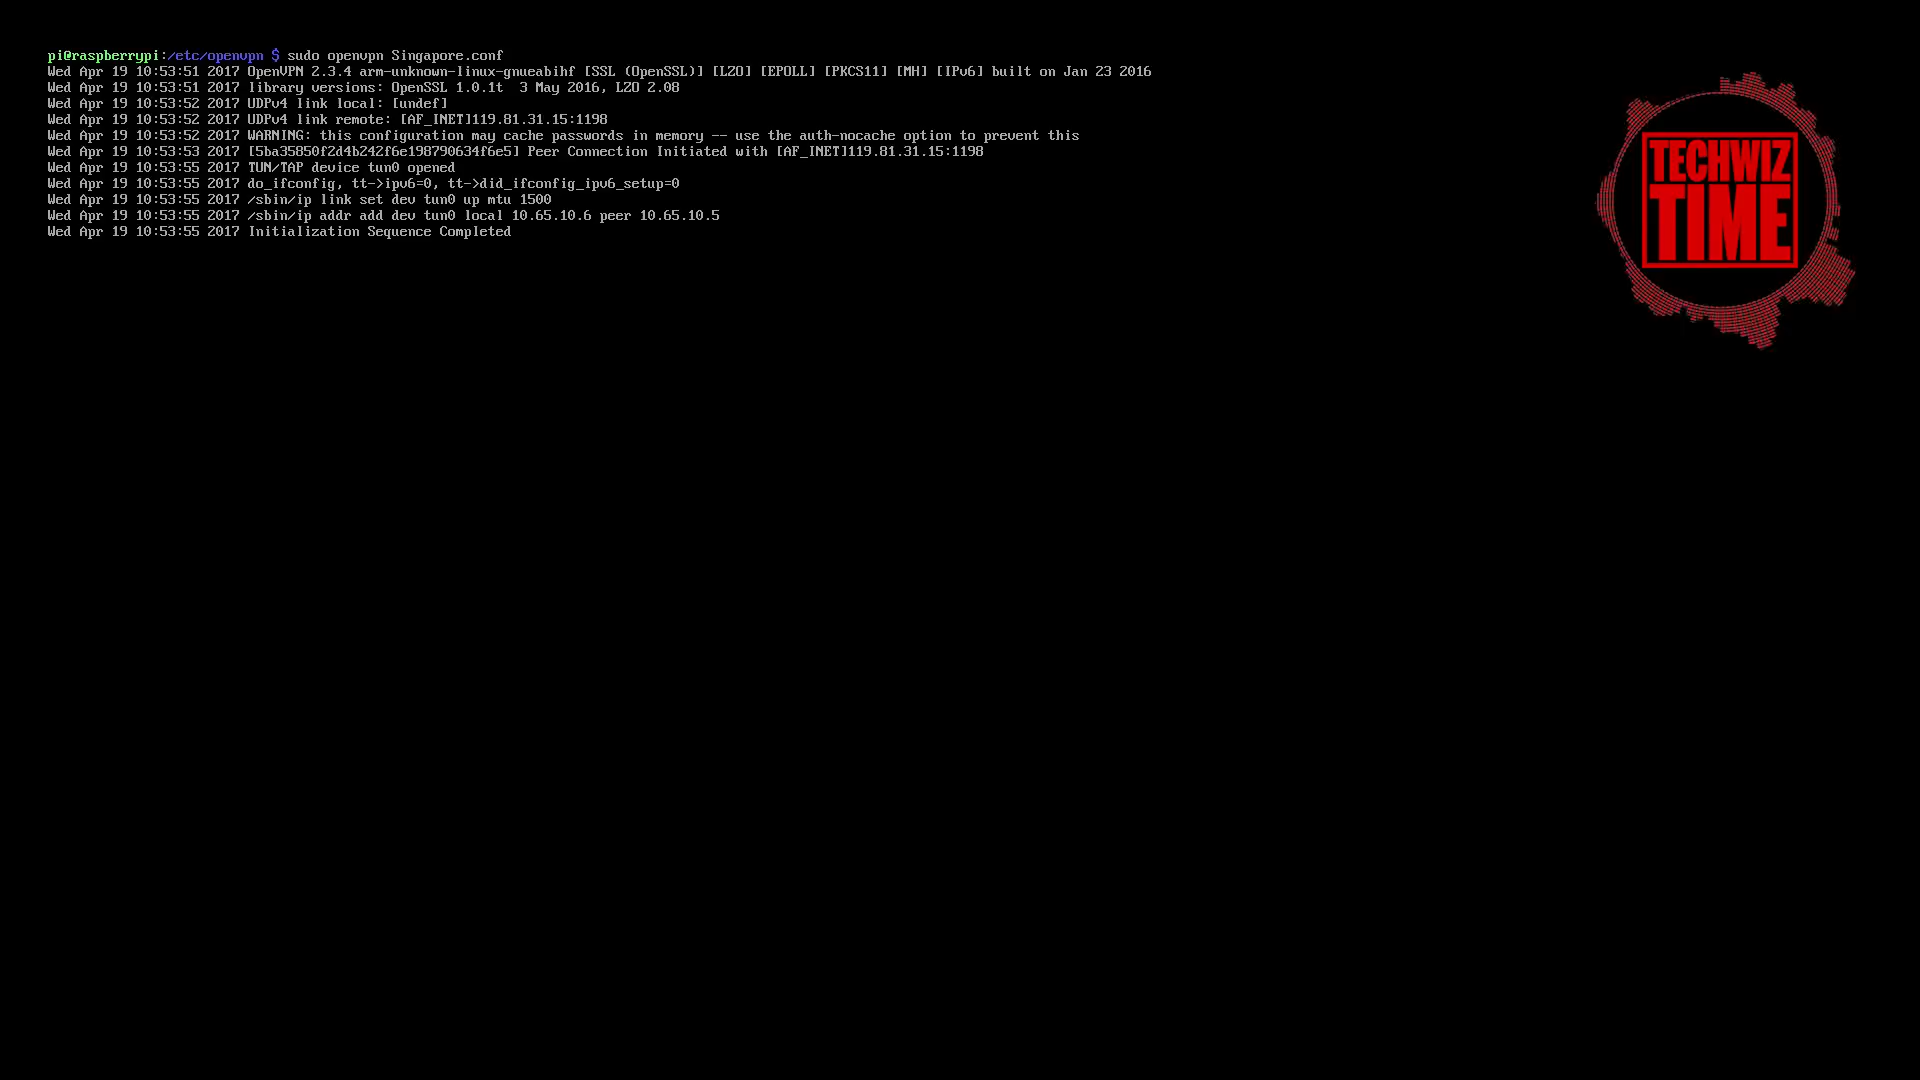 pi@raspberrypi:/etc/openvpn $ sudo openvpn Singapore.conf
Wed Apr 19 10:53:51 2017 OpenVPN 2.3.4 arm-unknown-linux-gnueabihf [SSL (OpenSSL)] [LZO] [EPOLL] [PKCS11] [MH] [IPv6] built on Jan 23 2016
Wed Apr 19 10:53:51 2017 library versions: OpenSSL 1.0.1t  3 May 2016, LZO 2.08
Wed Apr 19 10:53:52 2017 UDPv4 link local: [undef]
Wed Apr 19 10:53:52 2017 UDPv4 link remote: [AF_INET]119.81.31.15:1198
Wed Apr 19 10:53:52 2017 WARNING: this configuration may cache passwords in memory -- use the auth-nocache option to prevent this
Wed Apr 19 10:53:53 2017 [5ba35850f2d4b242f6e198790634f6e5] Peer Connection Initiated with [AF_INET]119.81.31.15:1198
Wed Apr 19 10:53:55 2017 TUN/TAP device tun0 opened
Wed Apr 19 10:53:55 2017 do_ifconfig, tt->ipv6=0, tt->did_ifconfig_ipv6_setup=0
Wed Apr 19 10:53:55 2017 /sbin/ip link set dev tun0 up mtu 1500
Wed Apr 19 10:53:55 2017 /sbin/ip addr add dev tun0 local 10.65.10.6 peer 10.65.10.5
Wed Apr 19 10:53:55 2017 Initialization Sequence Completed
TECHWIZ
TIME